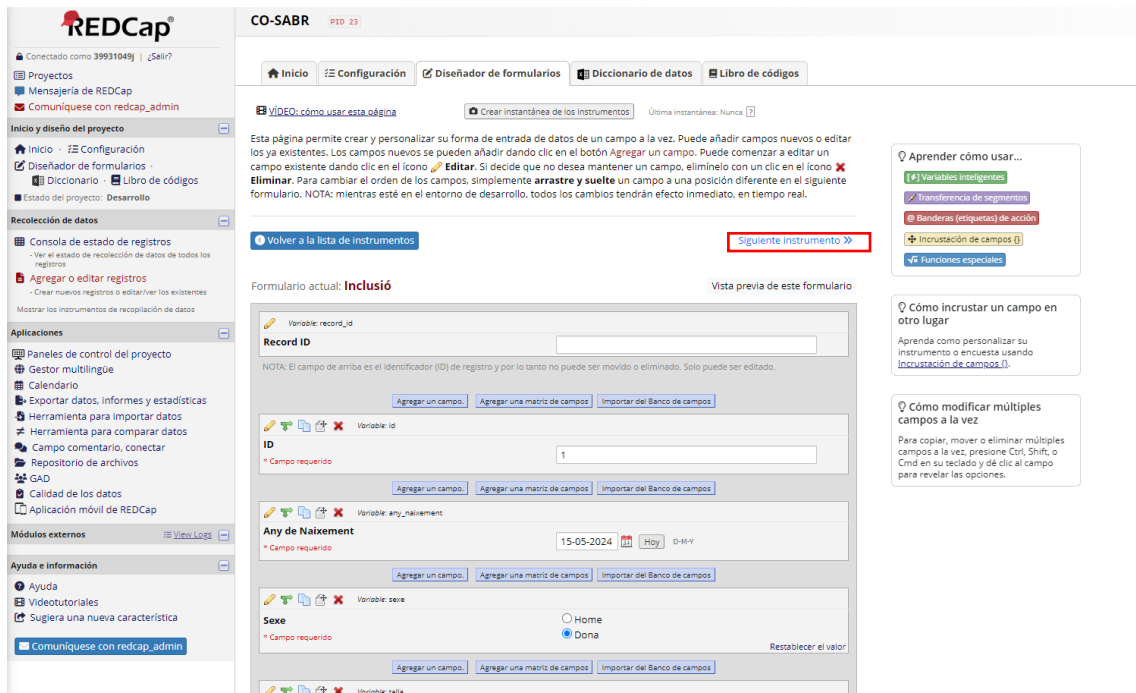 REDCap®
Conectado como 39931049j | ¿Salir?
Proyectos
Mensajería de REDCap
Comuníquese con redcap_admin
Inicio y diseño del proyecto
Inicio · Configuración
Diseñador de formularios ·
Diccionario · Libro de códigos
Estado del proyecto: Desarrollo
Recolección de datos
Consola de estado de registros
- Ver el estado de recolección de datos de todos los
registros
Agregar o editar registros
- Crear nuevos registros o editar/ver los existentes
Mostrar los instrumentos de recopilación de datos
Aplicaciones
Paneles de control del proyecto
Gestor multilingüe
Calendario
Exportar datos, informes y estadísticas
Herramienta para importar datos
Herramienta para comparar datos
Campo comentario, conectar
Repositorio de archivos
GAD
Calidad de los datos
Aplicación móvil de REDCap
Módulos externos View Logs
Ayuda e información
Ayuda
Videotutoriales
Sugiera una nueva característica
Comuníquese con redcap_admin
CO-SABR PID 23
Inicio Configuración Diseñador de formularios Diccionario de datos Libro de códigos
VÍDEO: cómo usar esta página Crear instantánea de los instrumentos Última instantánea: Nunca ?
Esta página permite crear y personalizar su forma de entrada de datos de un campo a la vez. Puede añadir campos nuevos o editar
los ya existentes. Los campos nuevos se pueden añadir dando clic en el botón Agregar un campo. Puede comenzar a editar un
campo existente dando clic en el ícono Editar. Si decide que no desea mantener un campo, elimínelo con un clic en el ícono
Eliminar. Para cambiar el orden de los campos, simplemente arrastre y suelte un campo a una posición diferente en el siguiente
formulario. NOTA: mientras esté en el entorno de desarrollo, todos los cambios tendrán efecto inmediato, en tiempo real.
Volver a la lista de instrumentos Siguiente instrumento »
Formulario actual: Inclusió Vista previa de este formulario
Variable: record_id
Record ID
NOTA: El campo de arriba es el identificador (ID) de registro y por lo tanto no puede ser movido o eliminado. Solo puede ser editado.
Agregar un campo. Agregar una matriz de campos Importar del Banco de campos
Variable: id
ID
* Campo requerido
1
Agregar un campo. Agregar una matriz de campos Importar del Banco de campos
Variable: any_naixement
Any de Naixement
* Campo requerido
15-05-2024 31 Hoy D-M-Y
Agregar un campo. Agregar una matriz de campos Importar del Banco de campos
Variable: sexe
Sexe
* Campo requerido
Home
Dona
Restablecer el valor
Agregar un campo. Agregar una matriz de campos Importar del Banco de campos
Variable: talla
Aprender cómo usar...
[⚡] Variables inteligentes
Transferencia de segmentos
@ Banderas (etiquetas) de acción
Incrustación de campos {}
√x Funciones especiales
Cómo incrustar un campo en
otro lugar
Aprenda como personalizar su
instrumento o encuesta usando
Incrustación de campos {}.
Cómo modificar múltiples
campos a la vez
Para copiar, mover o eliminar múltiples
campos a la vez, presione Ctrl, Shift, o
Cmd en su teclado y dé clic al campo
para revelar las opciones.